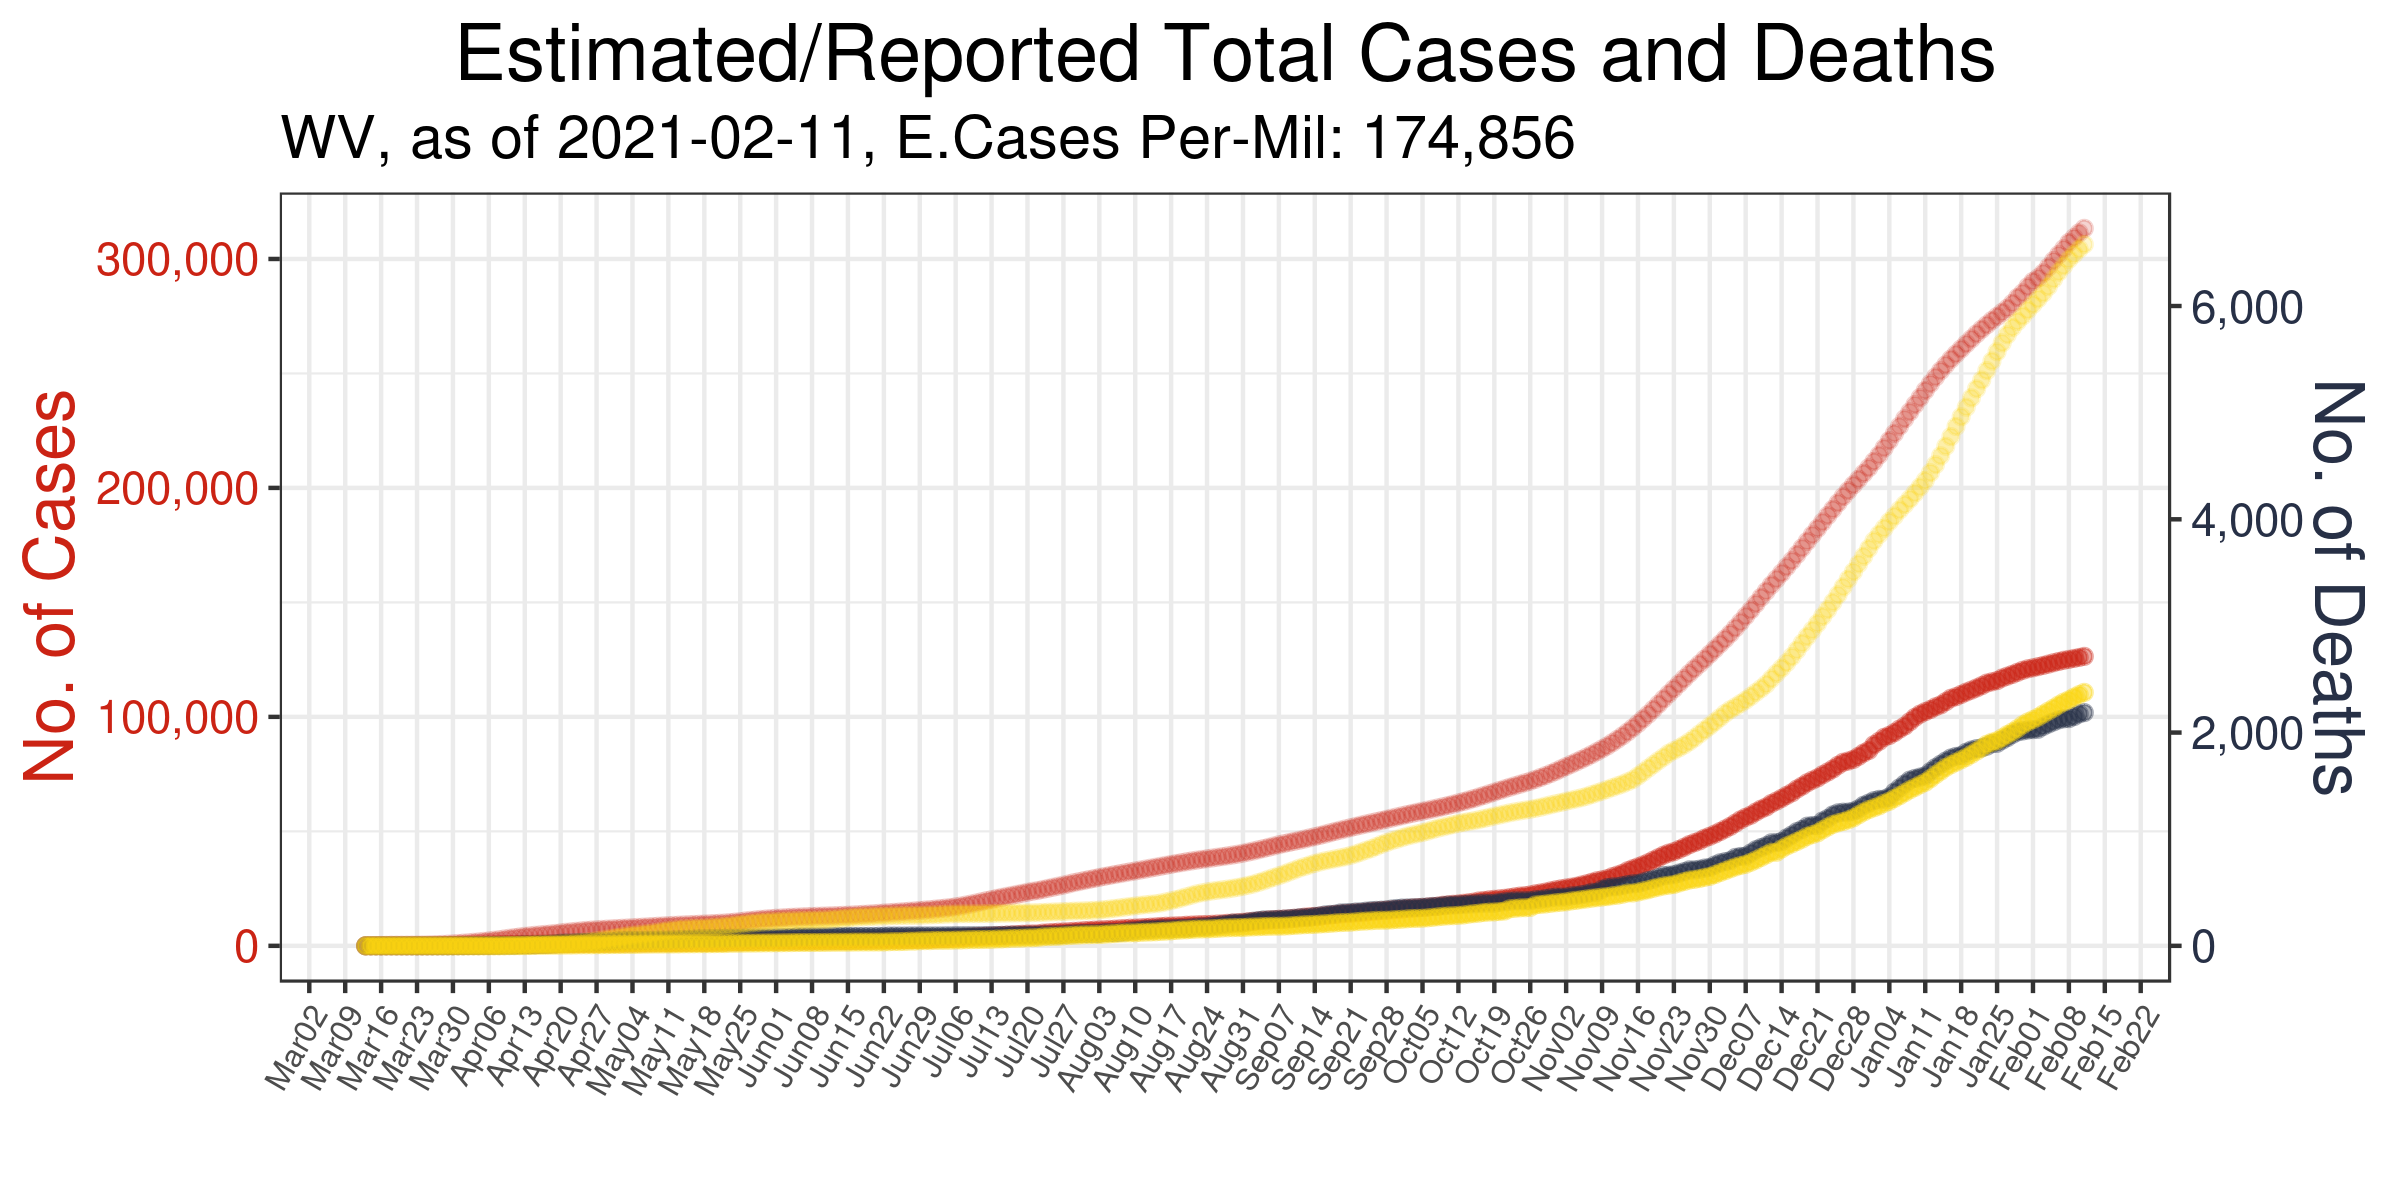 Estimated/Reported Total Cases and Deaths
WV, as of 2021-02-11, E.Cases Per-Mil: 174,856
No. of Cases
300,000
200,000
100,000
0
No. of Deaths
6,000
4,000
2,000
0
Mar02
Mar09
Mar16
Mar23
Mar30
Apr06
Apr13
Apr20
Apr27
May04
May11
May18
May25
Jun01
Jun08
Jun15
Jun22
Jun29
Jul06
Jul13
Jul20
Jul27
Aug03
Aug10
Aug17
Aug24
Aug31
Sep07
Sep14
Sep21
Sep28
Oct05
Oct12
Oct19
Oct26
Nov02
Nov09
Nov16
Nov23
Nov30
Dec07
Dec14
Dec21
Dec28
Jan04
Jan11
Jan18
Jan25
Feb01
Feb08
Feb15
Feb22